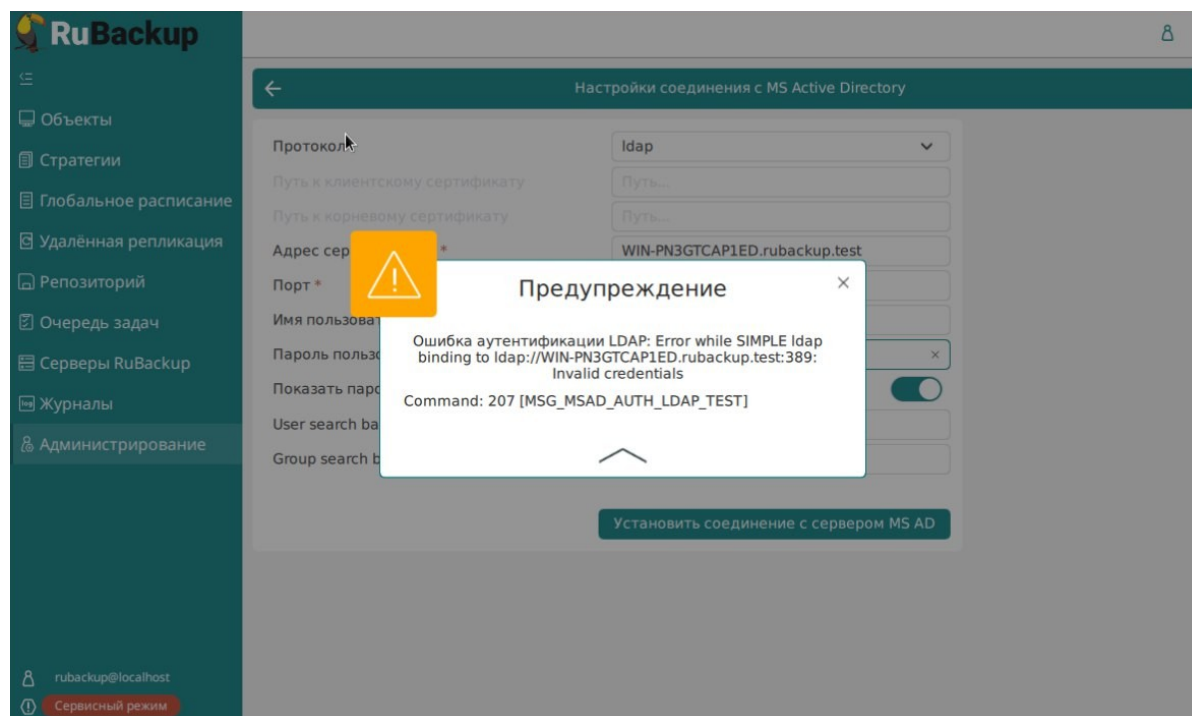 RuBackup
Настройки соединения с MS Active Directory
Объекты
Стратегии
Глобальное расписание
Удалённая репликация
Репозиторий
Очередь задач
Серверы RuBackup
Журналы
Администрирование
Протокол
ldap
Путь к клиентскому сертификату
Путь...
Путь к корневому сертификату
Путь...
Адрес сер
*
WIN-PN3GTCAP1ED.rubackup.test
Порт *
Имя пользоват
Пароль пользо
Показать паро
User search ba
Group search b
Предупреждение
Ошибка аутентификации LDAP: Error while SIMPLE ldap
binding to ldap://WIN-PN3GTCAP1ED.rubackup.test:389:
Invalid credentials
Command: 207 [MSG_MSAD_AUTH_LDAP_TEST]
Установить соединение с сервером MS AD
rubackup@localhost
Сервисный режим